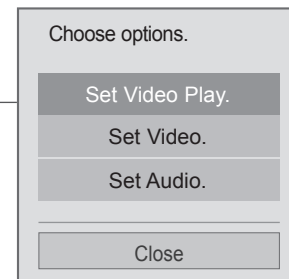 Choose options.
Set Video Play.
Set Video.
Set Audio.
Close